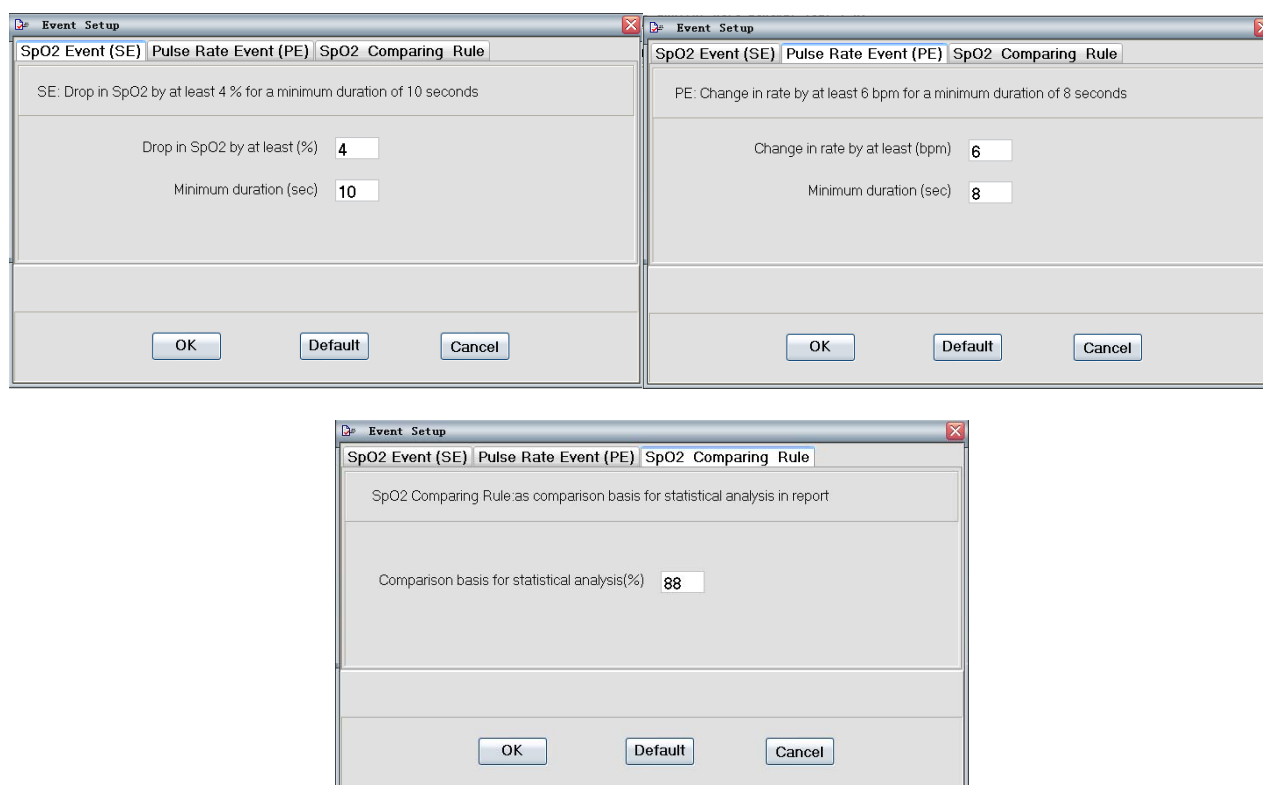 Event Setup
SpO2 Event (SE) Pulse Rate Event (PE) SpO2 Comparing Rule
SE: Drop in SpO2 by at least 4 % for a minimum duration of 10 seconds
Drop in SpO2 by at least (%) 4
Minimum duration (sec) 10
OK Default Cancel
Event Setup
SpO2 Event (SE) Pulse Rate Event (PE) SpO2 Comparing Rule
PE: Change in rate by at least 6 bpm for a minimum duration of 8 seconds
Change in rate by at least (bpm) 6
Minimum duration (sec) 8
OK Default Cancel
Event Setup
SpO2 Event (SE) Pulse Rate Event (PE) SpO2 Comparing Rule
SpO2 Comparing Rule:as comparison basis for statistical analysis in report
Comparison basis for statistical analysis(%) 88
OK Default Cancel